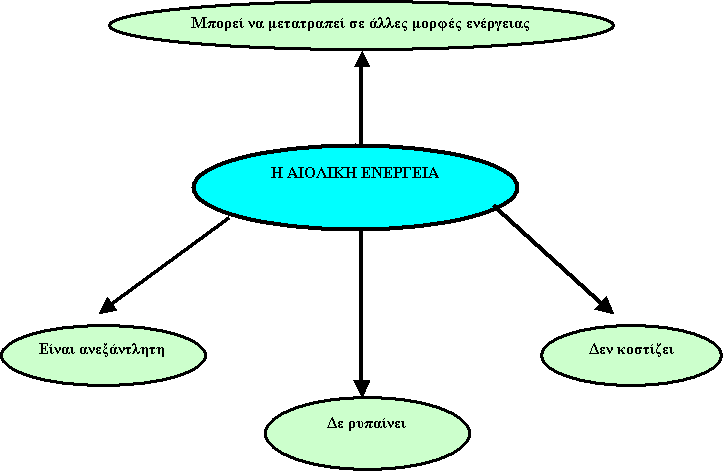 Μπορεί να μετατραπεί σε άλλες μορφές ενέργειας
Η ΑΙΟΛΙΚΗ ΕΝΕΡΓΕΙΑ
Είναι ανεξάντλητη
Δεν κοστίζει
Δε ρυπαίνει